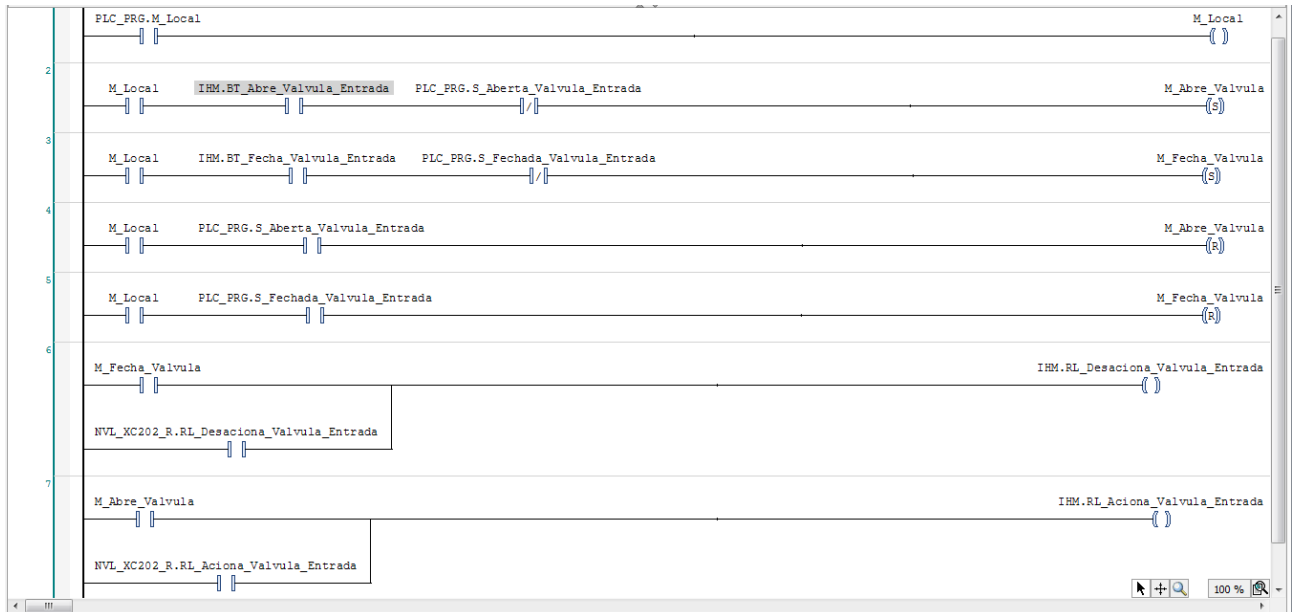 PLC_PRG.M_Local M_Local
2
M_Local IHM.BT_Abre_Valvula_Entrada PLC_PRG.S_Aberta_Valvula_Entrada M_Abre_Valvula
/ S
3
M_Local IHM.BT_Fecha_Valvula_Entrada PLC_PRG.S_Fechada_Valvula_Entrada M_Fecha_Valvula
/ S
4
M_Local PLC_PRG.S_Aberta_Valvula_Entrada M_Abre_Valvula
R
5
M_Local PLC_PRG.S_Fechada_Valvula_Entrada M_Fecha_Valvula
R
6
M_Fecha_Valvula IHM.RL_Desaciona_Valvula_Entrada
NVL_XC202_R.RL_Desaciona_Valvula_Entrada
7
M_Abre_Valvula IHM.RL_Aciona_Valvula_Entrada
NVL_XC202_R.RL_Aciona_Valvula_Entrada
100 %